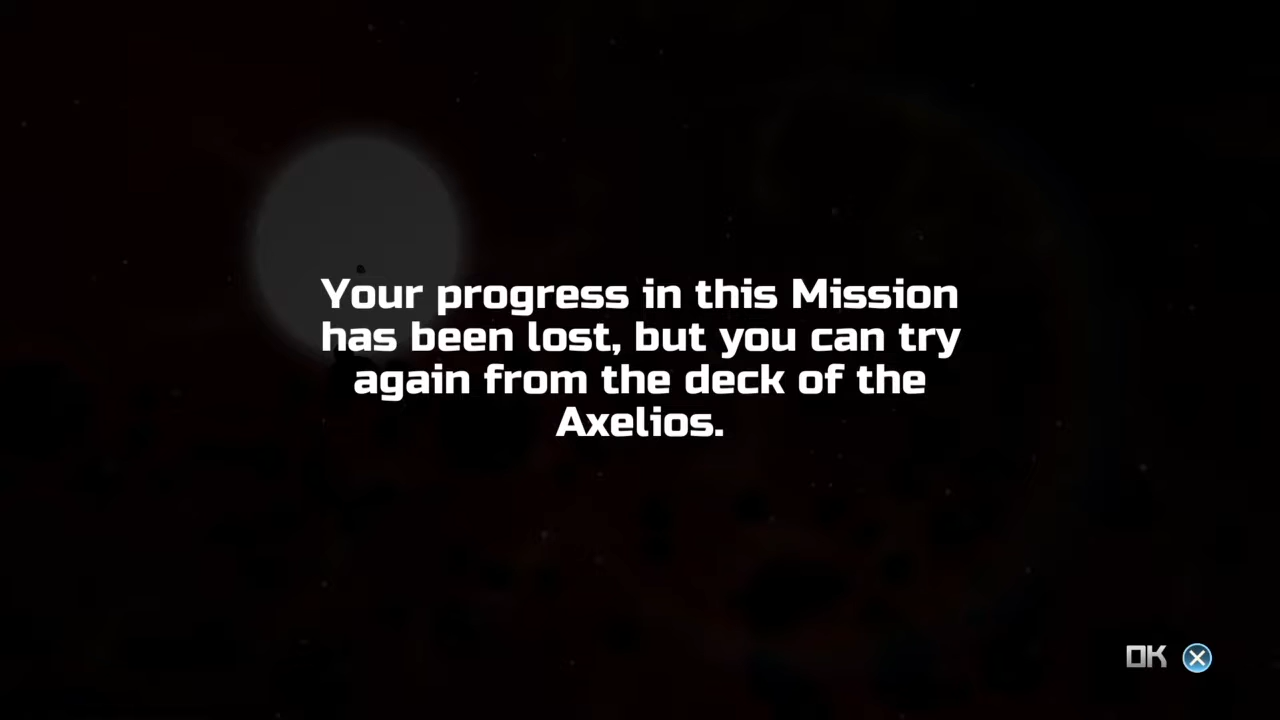 Your progress in this Mission
has been lost, but you can try
again from the deck of the
Axelios.
OK